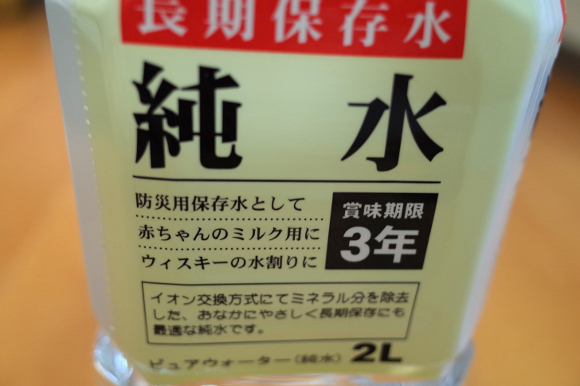 長期保存水
純水
防災用保存水として
赤ちゃんのミルク用に
ウィスキーの水割りに
賞味期限
3年
イオン交換方式にてミネラル分を除去
した、おなかにやさしく長期保存にも
最適な純水です。
ピュアウォーター(純水) 2L